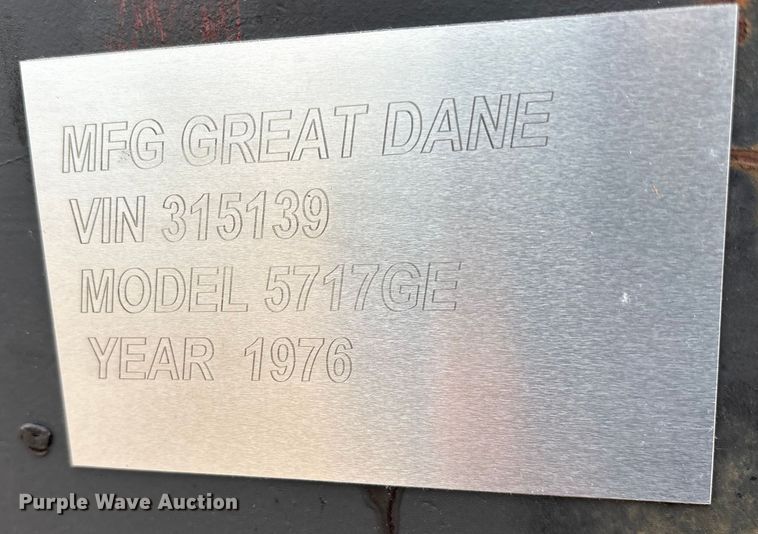 MFG GREAT DANE
VIN 315139
MODEL 5717GE
YEAR 1976
Purple Wave Auction